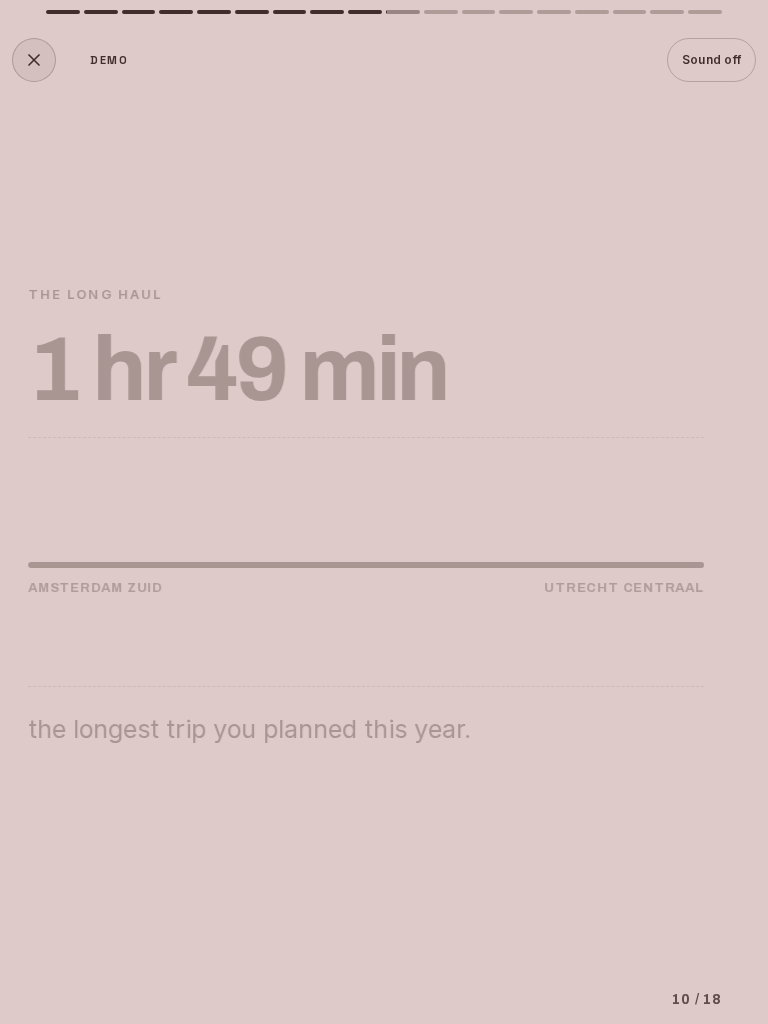 DEMO
Sound off
THE LONG HAUL
1 hr 49 min
AMSTERDAM ZUID
UTRECHT CENTRAAL
the longest trip you planned this year.
10 / 18